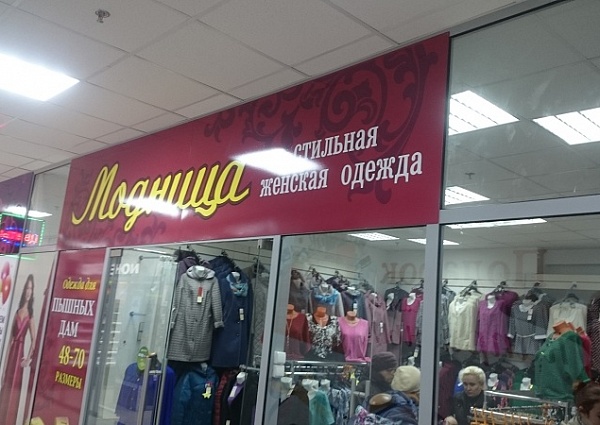 Модница
стильная
женская одежда
Одежда для
ПЫШНЫХ
ДАМ
48-70
РАЗМЕРЫ